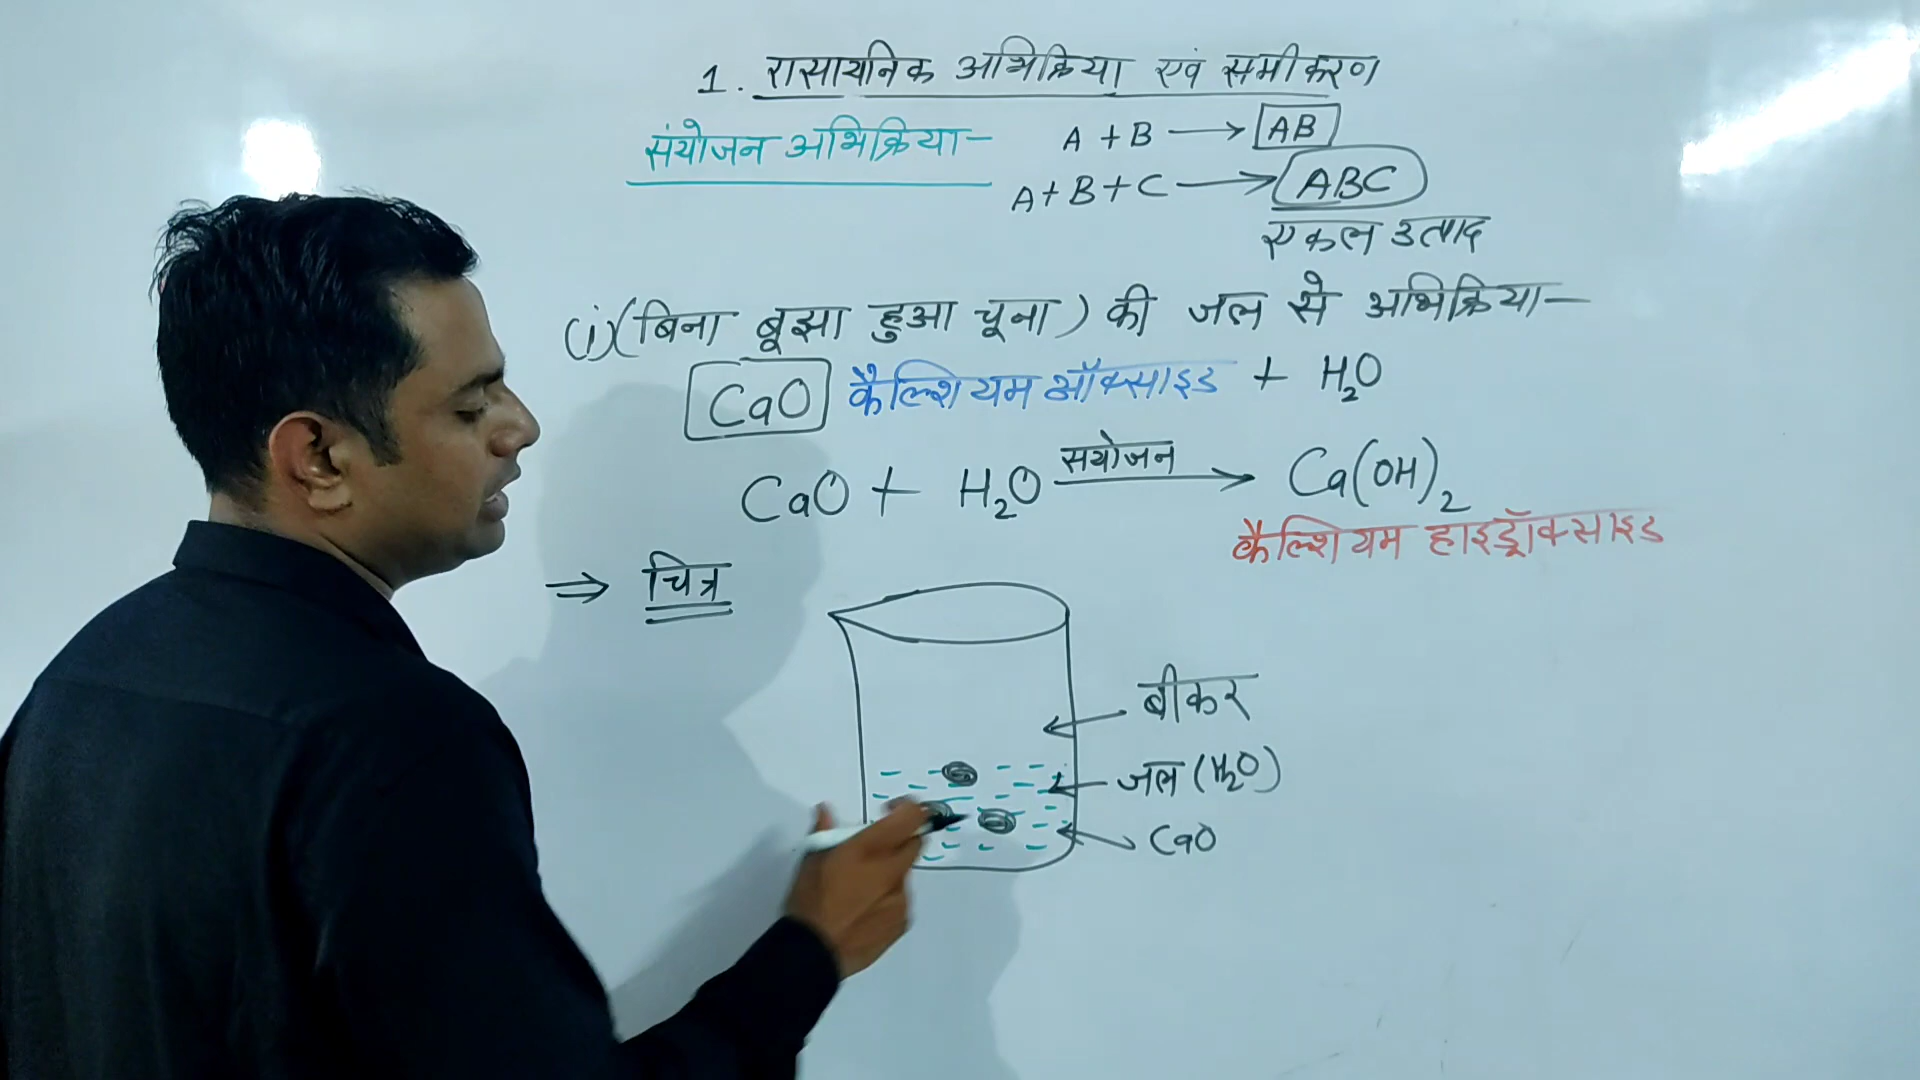 1. रासायनिक अभिक्रिया एवं समीकरण
संयोजन अभिक्रिया— A + B ⟶ AB
A + B + C ⟶ ABC
एकल उत्पाद
(i) (बिना बूझा हुआ चूना) की जल से अभिक्रिया—
CaO कैल्शियम ऑक्साइड + H₂O
CaO + H₂O संयोजन ⟶ Ca(OH)₂
कैल्शियम हाइड्रॉक्साइड
⇒ चित्र
बीकर
जल (H₂O)
CaO